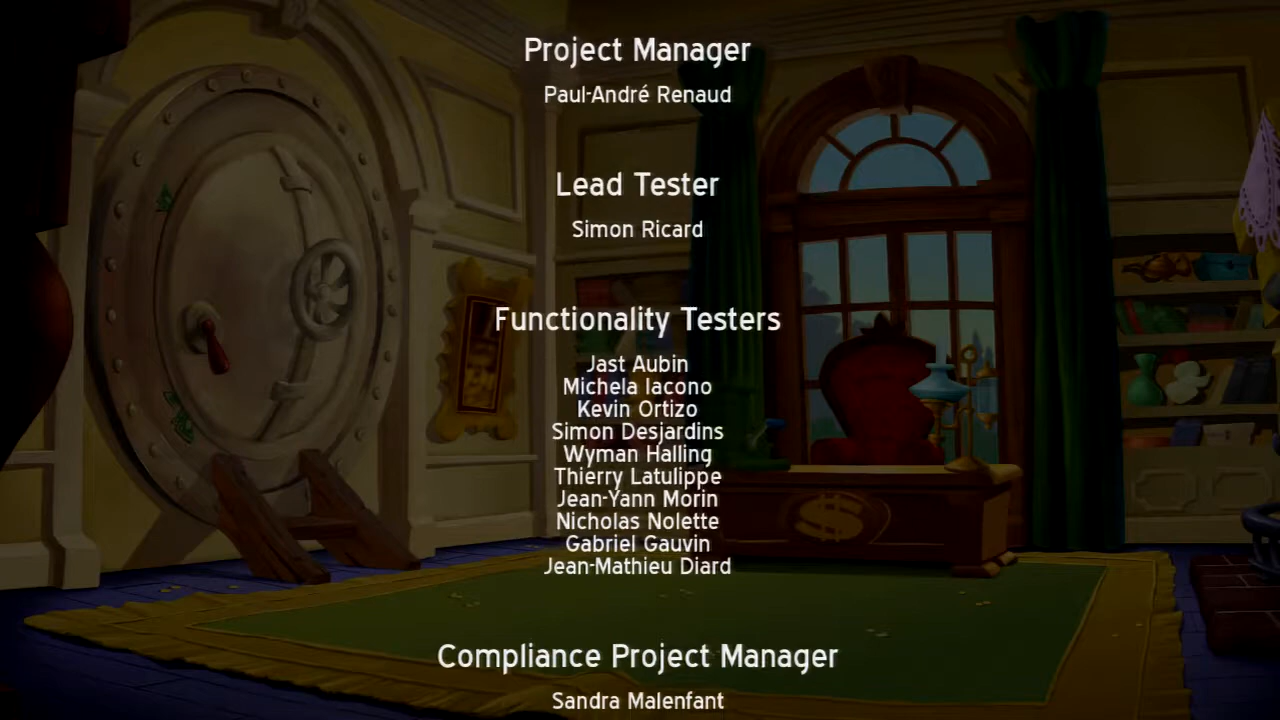 Project Manager
Paul-André Renaud
Lead Tester
Simon Ricard
Functionality Testers
Jast Aubin
Michela Iacono
Kevin Ortizo
Simon Desjardins
Wyman Halling
Thierry Latulippe
Jean-Yann Morin
Nicholas Nolette
Gabriel Gauvin
Jean-Mathieu Diard
Compliance Project Manager
Sandra Malenfant
$